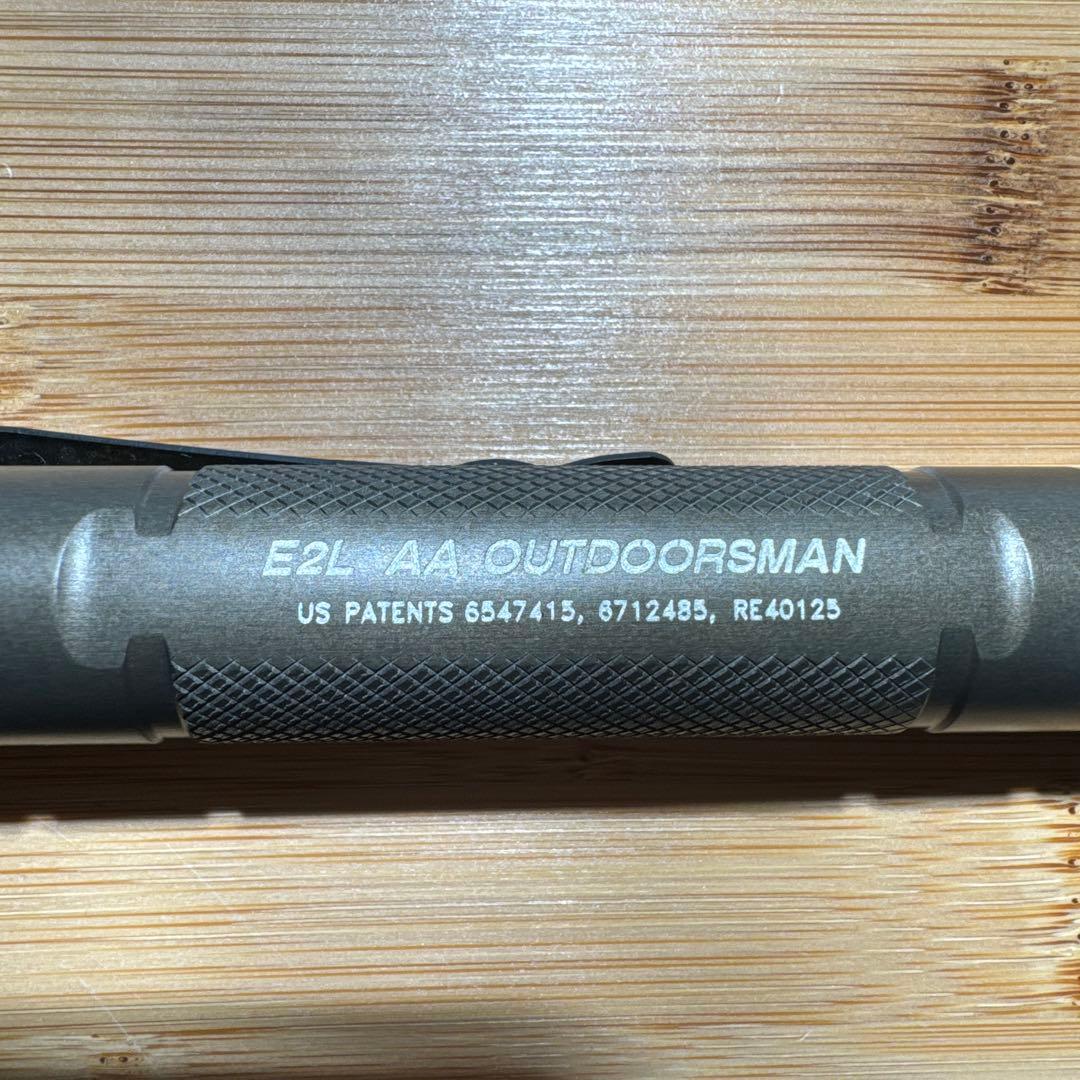 E2L AA OUTDOORSMAN
US PATENTS 6547415, 6712485, RE40125